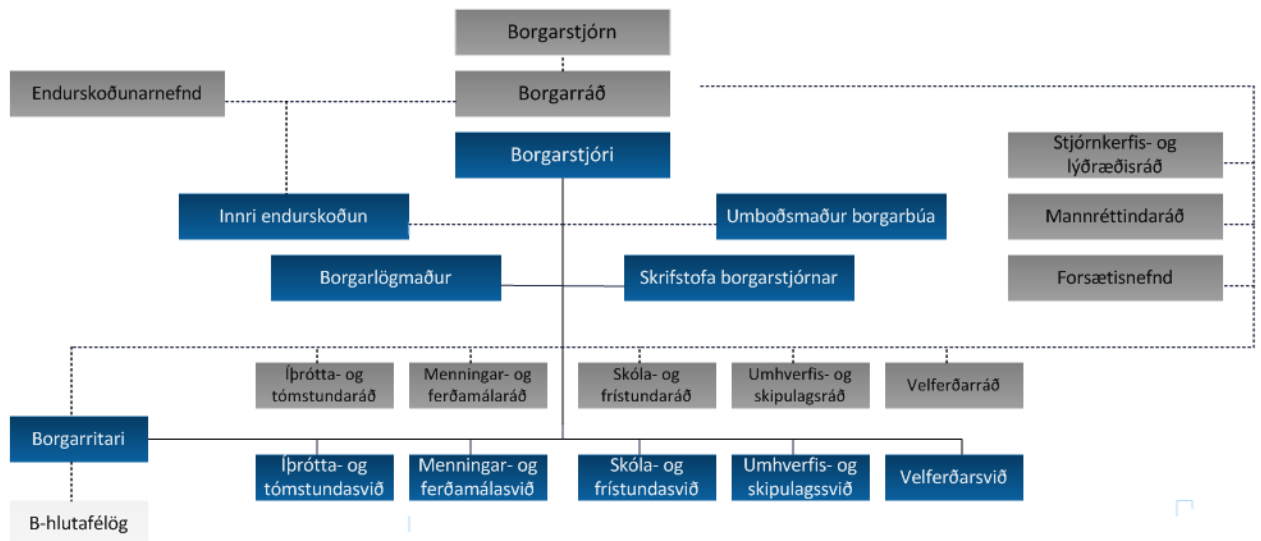 Borgarstjórn
Endurskoðunarnefnd
Borgarráð
Borgarstjóri
Stjórnkerfis- og
lýðræðisráð
Innri endurskoðun
Umboðsmaður borgarbúa
Mannréttindaráð
Borgarlögmaður
Skrifstofa borgarstjórnar
Forsætisnefnd
Íþrótta- og
tómstundaráð
Menningar- og
ferðamálaráð
Skóla- og
frístundaráð
Umhverfis- og
skipulagsráð
Velferðarráð
Borgarritari
Íþrótta- og
tómstundasvið
Menningar- og
ferðamálasvið
Skóla- og
frístundasvið
Umhverfis- og
skipulagssvið
Velferðarsvið
B-hlutafélög